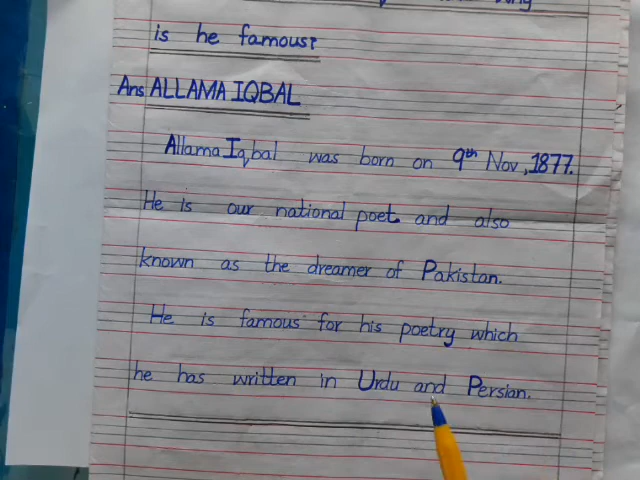 Why
is he famous?
Ans ALLAMA IQBAL
Allama Iqbal was born on 9th Nov, 1877.
He is our national poet and also
known as the dreamer of Pakistan.
He is famous for his poetry which
he has written in Urdu and Persian.